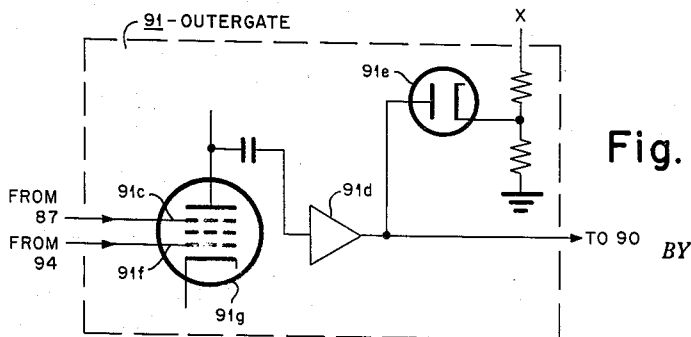 91-OUTERGATE
X
91e
Fig.
91c
91d
FROM
87
FROM
94
91f
TO 90
BY
91g